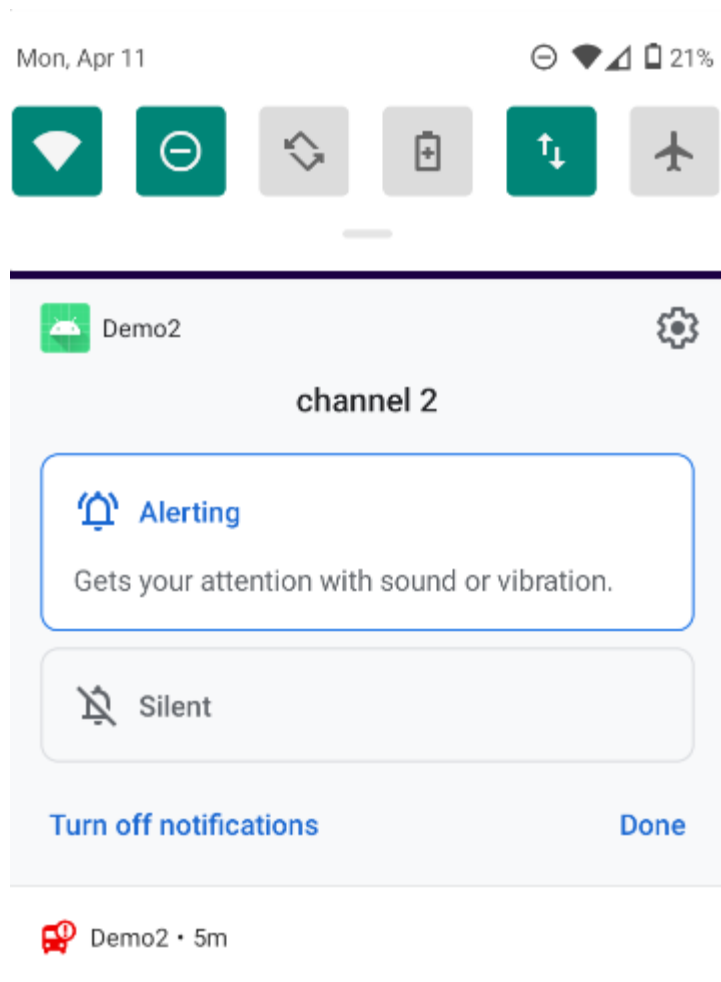 Mon, Apr 11 21%
Demo2
channel 2
Alerting
Gets your attention with sound or vibration.
Silent
Turn off notifications Done
Demo2 • 5m